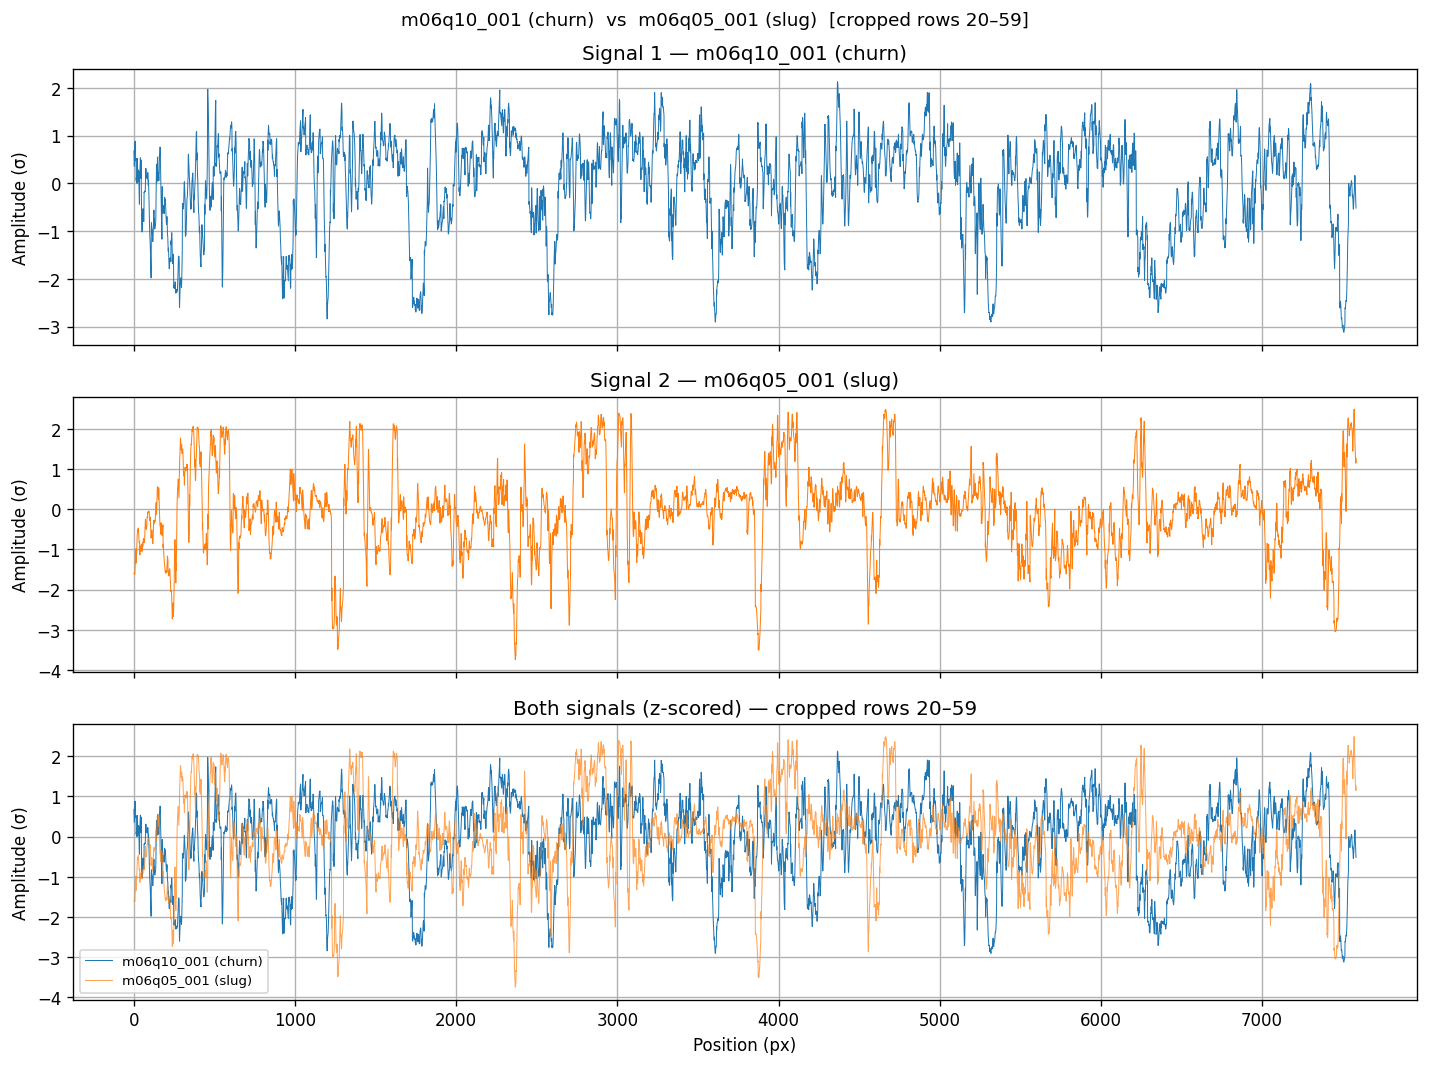 m06q10_001 (churn)  vs  m06q05_001 (slug)  [cropped rows 20–59]
Signal 1 — m06q10_001 (churn)
Amplitude (σ)
2
1
0
−1
−2
−3
Signal 2 — m06q05_001 (slug)
Amplitude (σ)
2
1
0
−1
−2
−3
−4
Both signals (z-scored) — cropped rows 20–59
Amplitude (σ)
2
1
0
−1
−2
−3
−4
m06q10_001 (churn)
m06q05_001 (slug)
0 1000 2000 3000 4000 5000 6000 7000
Position (px)